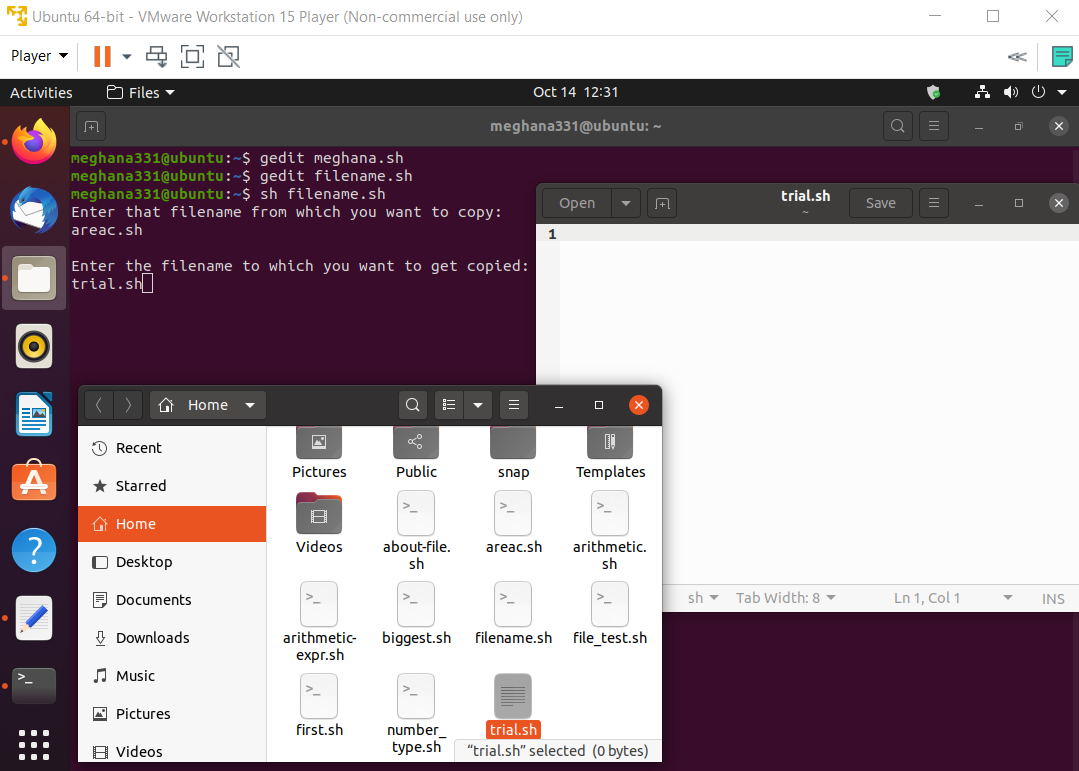 Ubuntu 64-bit - VMware Workstation 15 Player (Non-commercial use only)
Player
Activities Files Oct 14 12:31
meghana331@ubuntu: ~
meghana331@ubuntu:~$ gedit meghana.sh
meghana331@ubuntu:~$ gedit filename.sh
meghana331@ubuntu:~$ sh filename.sh
Enter that filename from which you want to copy:
areac.sh
Enter the filename to which you want to get copied:
trial.sh
Open trial.sh Save
~
1
sh Tab Width: 8 Ln 1, Col 1 INS
Home
Recent
Starred
Home
Desktop
Documents
Downloads
Music
Pictures
Videos
Pictures Public snap Templates
Videos about-file.sh areac.sh arithmetic.sh
arithmetic-expr.sh biggest.sh filename.sh file_test.sh
first.sh number_type.sh trial.sh
“trial.sh” selected (0 bytes)